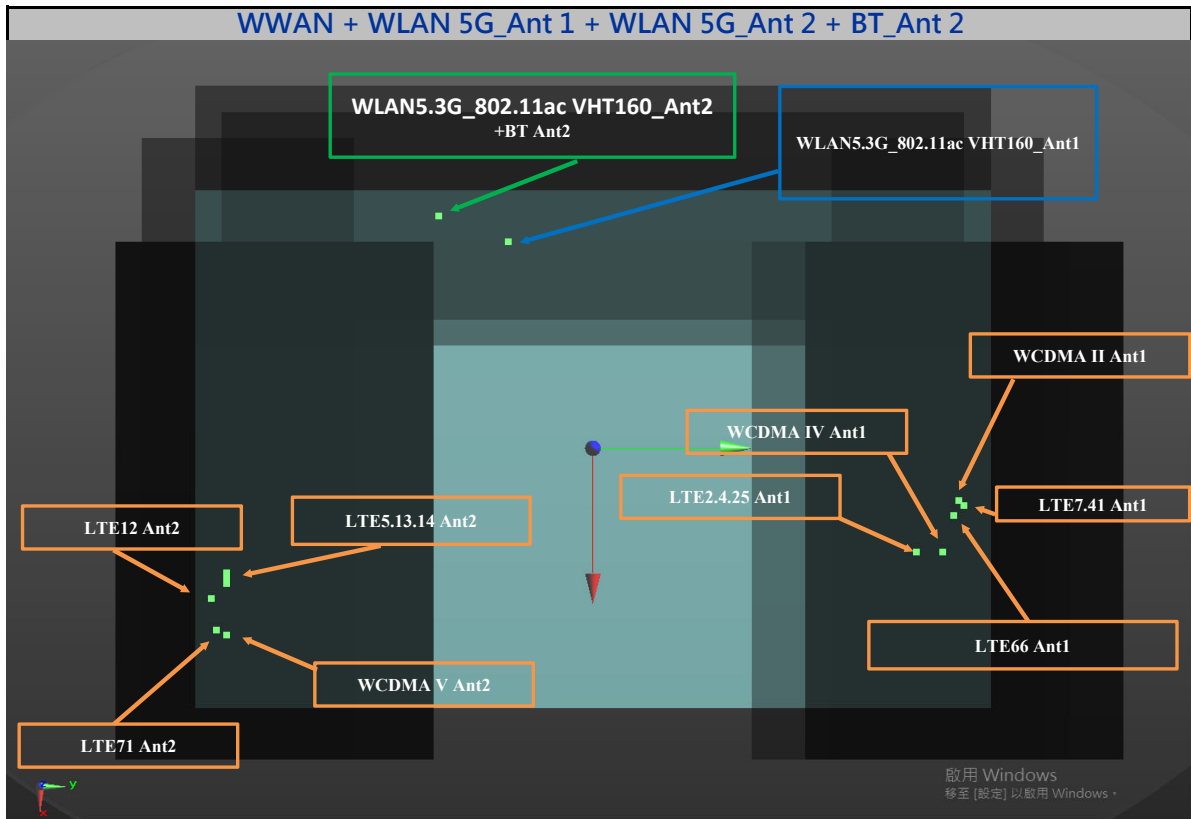 WWAN + WLAN 5G_Ant 1 + WLAN 5G_Ant 2 + BT_Ant 2
WLAN5.3G_802.11ac VHT160_Ant2
+BT Ant2
WLAN5.3G_802.11ac VHT160_Ant1
WCDMA II Ant1
WCDMA IV Ant1
LTE2.4.25 Ant1
LTE7.41 Ant1
LTE12 Ant2
LTE5.13.14 Ant2
LTE66 Ant1
WCDMA V Ant2
LTE71 Ant2
啟用 Windows
移至 [設定] 以啟用 Windows。
y
x